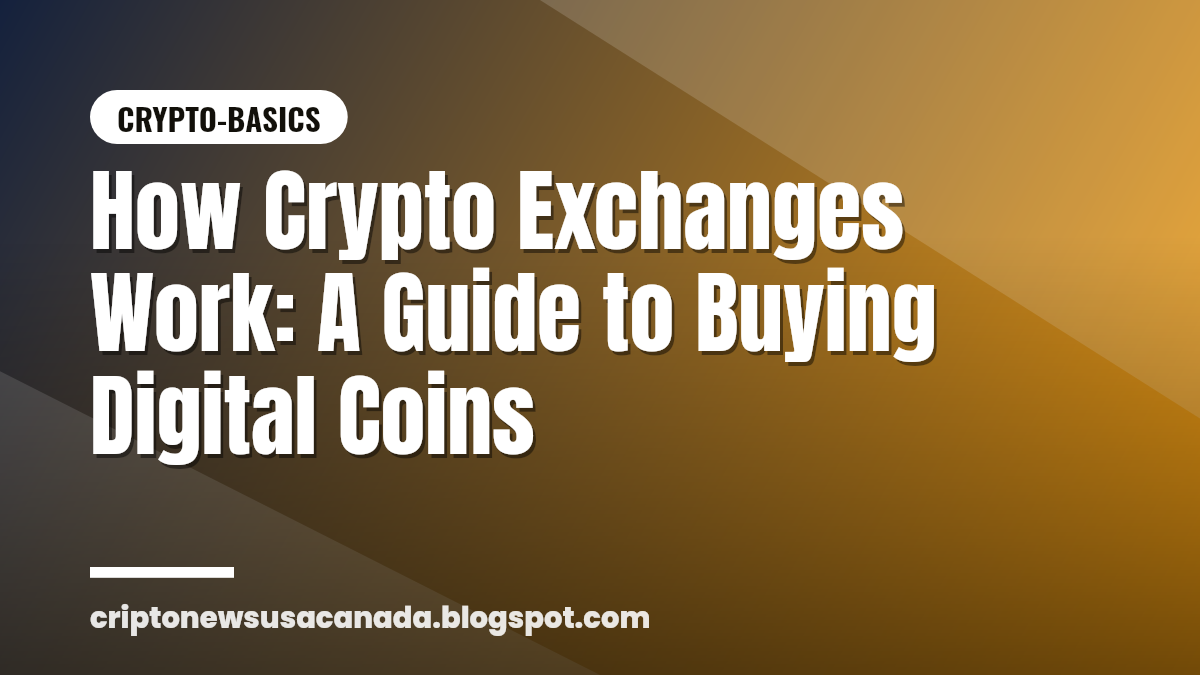 CRYPTO-BASICS
How Crypto Exchanges
Work: A Guide to Buying
Digital Coins
criptonewsusacanada.blogspot.com